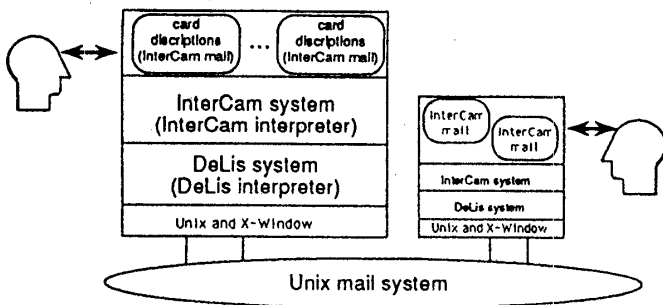 card
discriptions
(InterCam mail)
...
card
discriptions
(InterCam mail)
InterCam system
(InterCam interpreter)
DeLis system
(DeLis interpreter)
Unix and X-Window
InterCam
mail
InterCam
mail
InterCam system
DeLis system
Unix and X-Window
Unix mail system